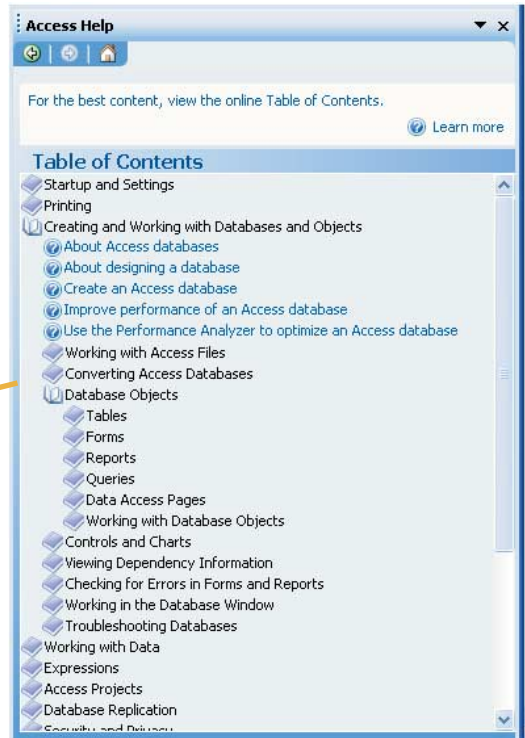 Access Help
For the best content, view the online Table of Contents.
Learn more
Table of Contents
Startup and Settings
Printing
Creating and Working with Databases and Objects
About Access databases
About designing a database
Create an Access database
Improve performance of an Access database
Use the Performance Analyzer to optimize an Access database
Working with Access Files
Converting Access Databases
Database Objects
Tables
Forms
Reports
Queries
Data Access Pages
Working with Database Objects
Controls and Charts
Viewing Dependency Information
Checking for Errors in Forms and Reports
Working in the Database Window
Troubleshooting Databases
Working with Data
Expressions
Access Projects
Database Replication
Security and Privacy